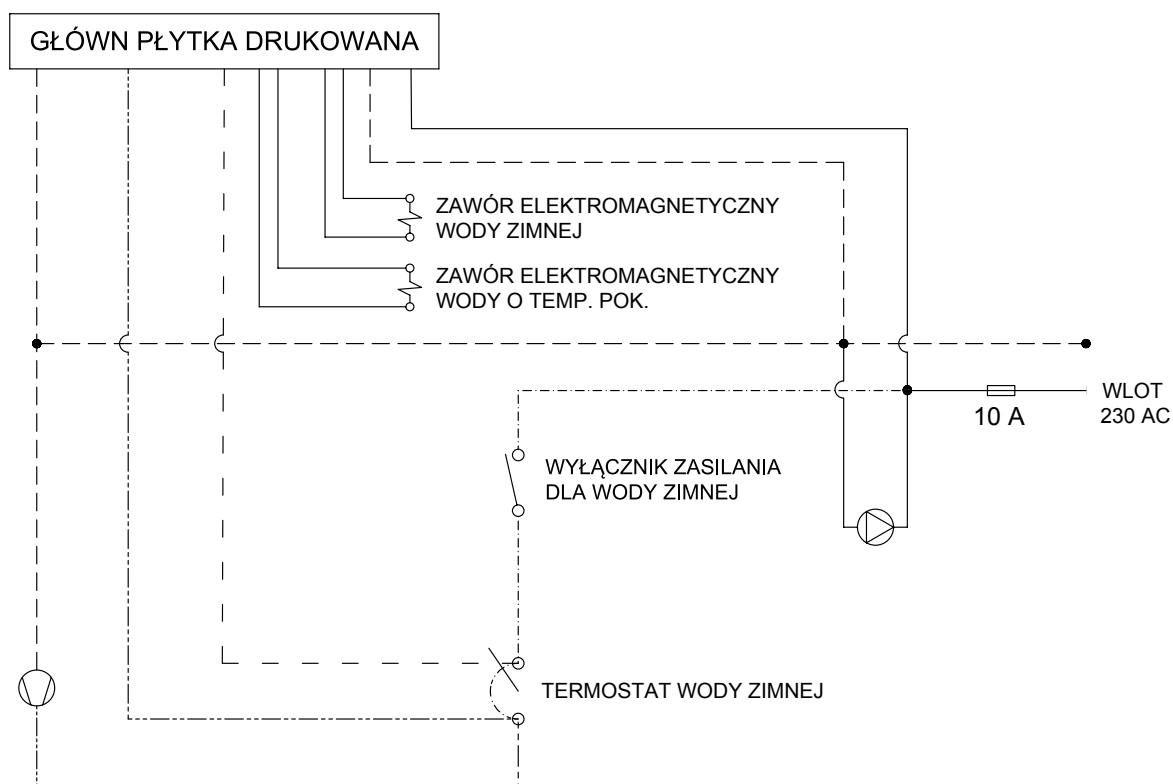 GŁÓWN PŁYTKA DRUKOWANA
ZAWÓR ELEKTROMAGNETYCZNY
WODY ZIMNEJ
ZAWÓR ELEKTROMAGNETYCZNY
WODY O TEMP. POK.
WLOT
230 AC
10 A
WYŁĄCZNIK ZASILANIA
DLA WODY ZIMNEJ
TERMOSTAT WODY ZIMNEJ